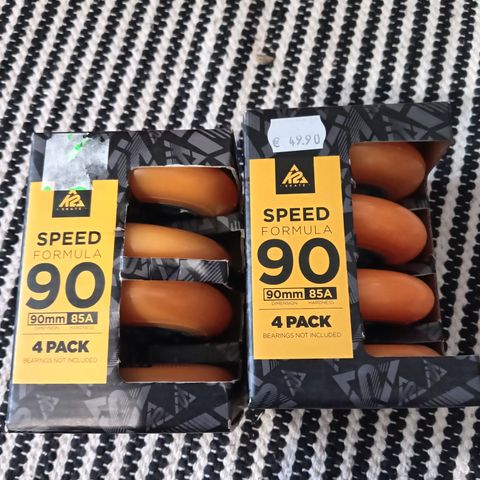 K2
SKATE
SPEED
FORMULA
90
90mm 85A
DIMENSION HARDNESS
4 PACK
BEARINGS NOT INCLUDED
€ 49.90
K2
SKATE
SPEED
FORMULA
90
90mm 85A
DIMENSION HARDNESS
4 PACK
BEARINGS NOT INCLUDED